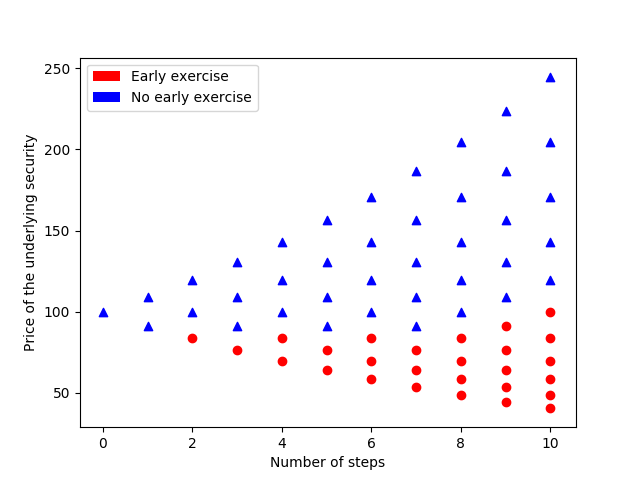 Early exercise
No early exercise
250
200
150
100
50
Price of the underlying security
0 2 4 6 8 10
Number of steps